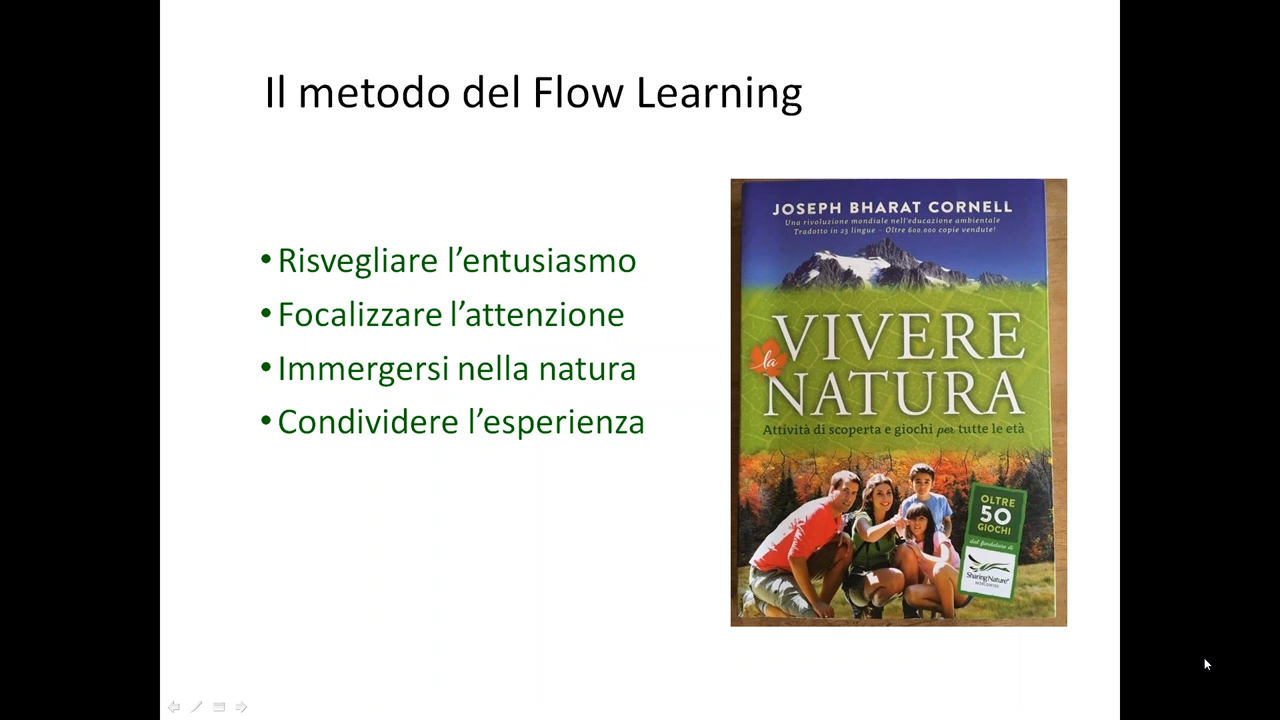 Il metodo del Flow Learning
• Risvegliare l’entusiasmo
• Focalizzare l’attenzione
• Immergersi nella natura
• Condividere l’esperienza
JOSEPH BHARAT CORNELL
Una rivoluzione mondiale nell'educazione ambientale
Tradotto in 23 lingue - Oltre 600.000 copie vendute!
VIVERE
la
NATURA
Attività di scoperta e giochi per tutte le età
OLTRE
50
GIOCHI
dal fondatore di
Sharing Nature®
WORLDWIDE